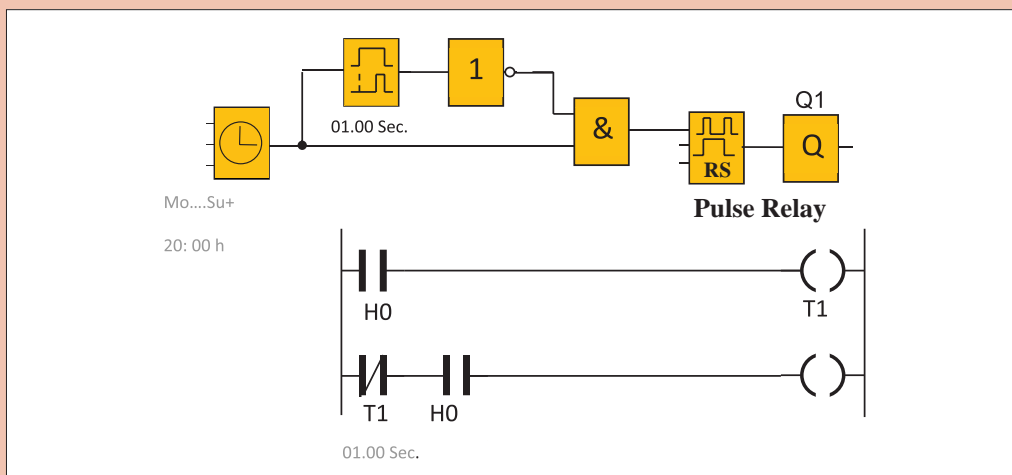 1
Q1
01.00 Sec.
&
Q
RS
Mo....Su+
Pulse Relay
20: 00 h
H0
T1
T1
H0
01.00 Sec.